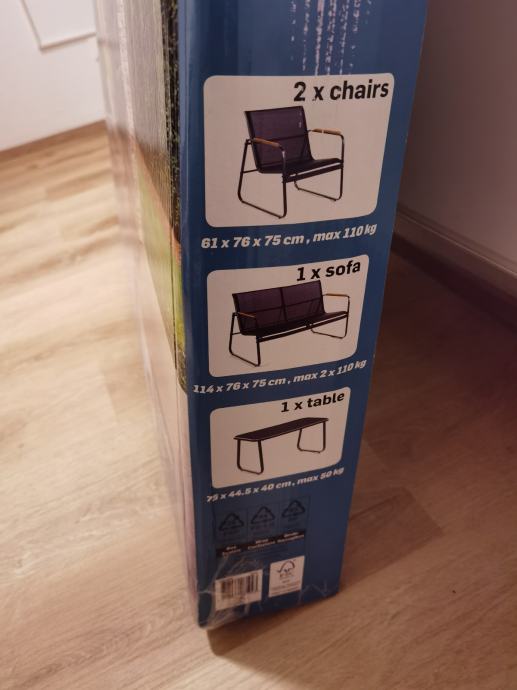 2 x chairs
61 x 76 x 75 cm , max 110 kg
1 x sofa
114 x 76 x 75 cm , max 2 x 110 kg
1 x table
75 x 44.5 x 40 cm , max 50 kg
FSC